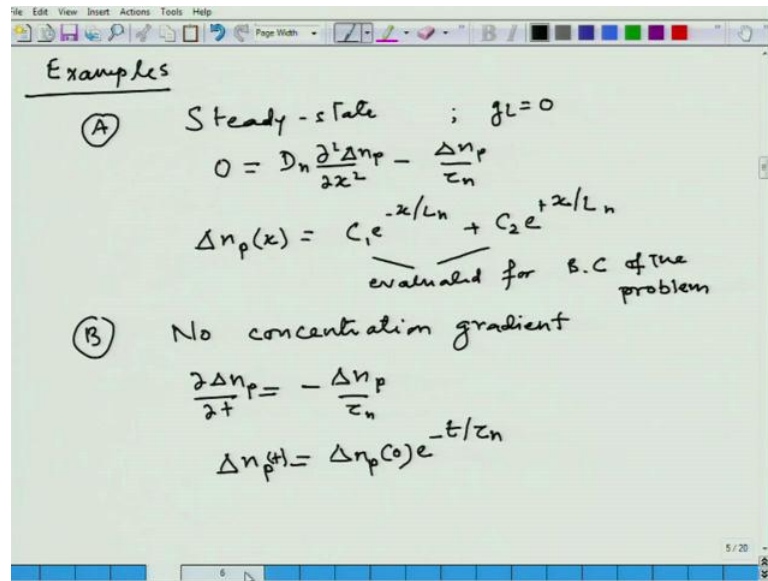 File Edit View Insert Actions Tools Help
Page Width
B I
Examples
(A) Steady-state ; gL=0
0 = Dn ∂²Δnp/∂x² - Δnp/τn
Δnp(x) = C₁e^-x/Ln + C₂e^+x/Ln
evaluated for B.C of the
problem
(B) No concentration gradient
∂Δnp/∂t = - Δnp/τn
Δnp(t) = Δnp(0)e^-t/τn
5/20
6